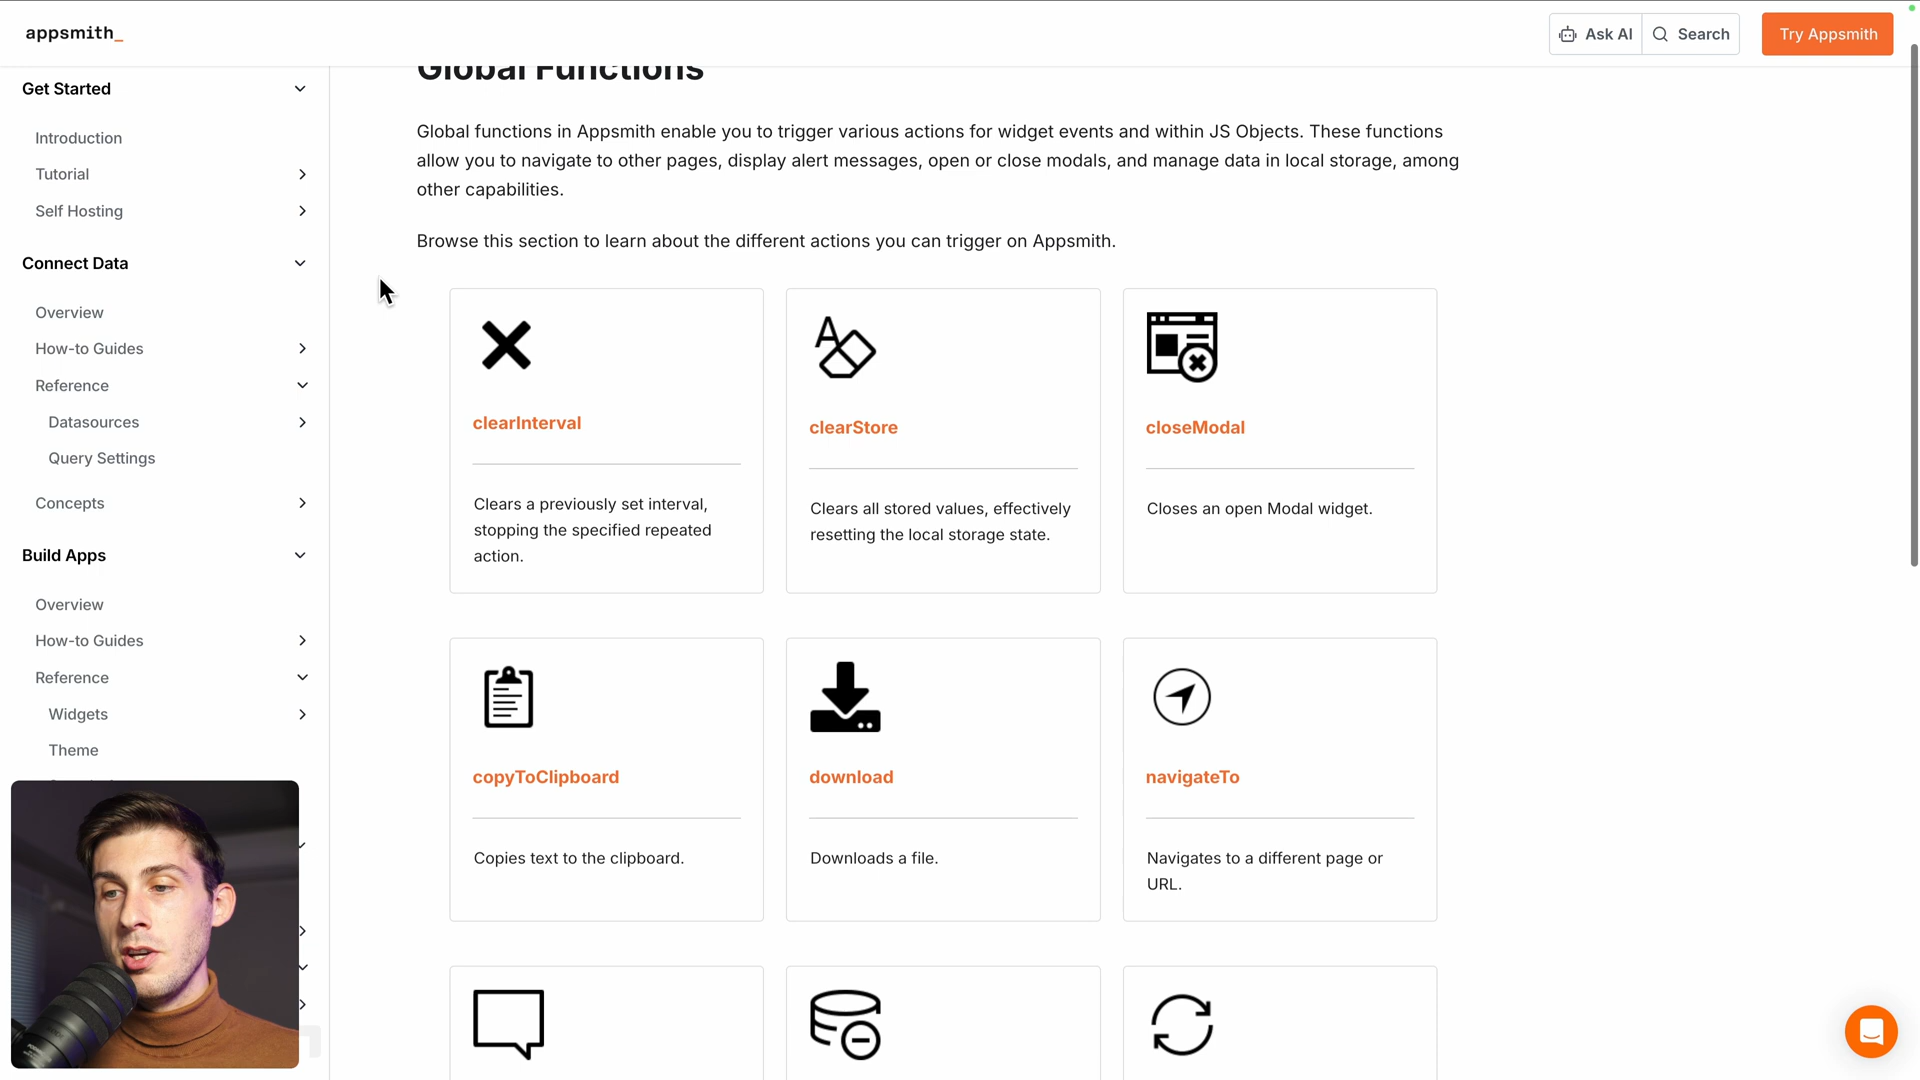 appsmith_
Ask AI
Search
Try Appsmith
Get Started
Introduction
Tutorial
Self Hosting
Connect Data
Overview
How-to Guides
Reference
Datasources
Query Settings
Concepts
Build Apps
Overview
How-to Guides
Reference
Widgets
Theme
Global Functions
Global functions in Appsmith enable you to trigger various actions for widget events and within JS Objects. These functions
allow you to navigate to other pages, display alert messages, open or close modals, and manage data in local storage, among
other capabilities.
Browse this section to learn about the different actions you can trigger on Appsmith.
clearInterval
Clears a previously set interval,
stopping the specified repeated
action.
clearStore
Clears all stored values, effectively
resetting the local storage state.
closeModal
Closes an open Modal widget.
copyToClipboard
Copies text to the clipboard.
download
Downloads a file.
navigateTo
Navigates to a different page or
URL.